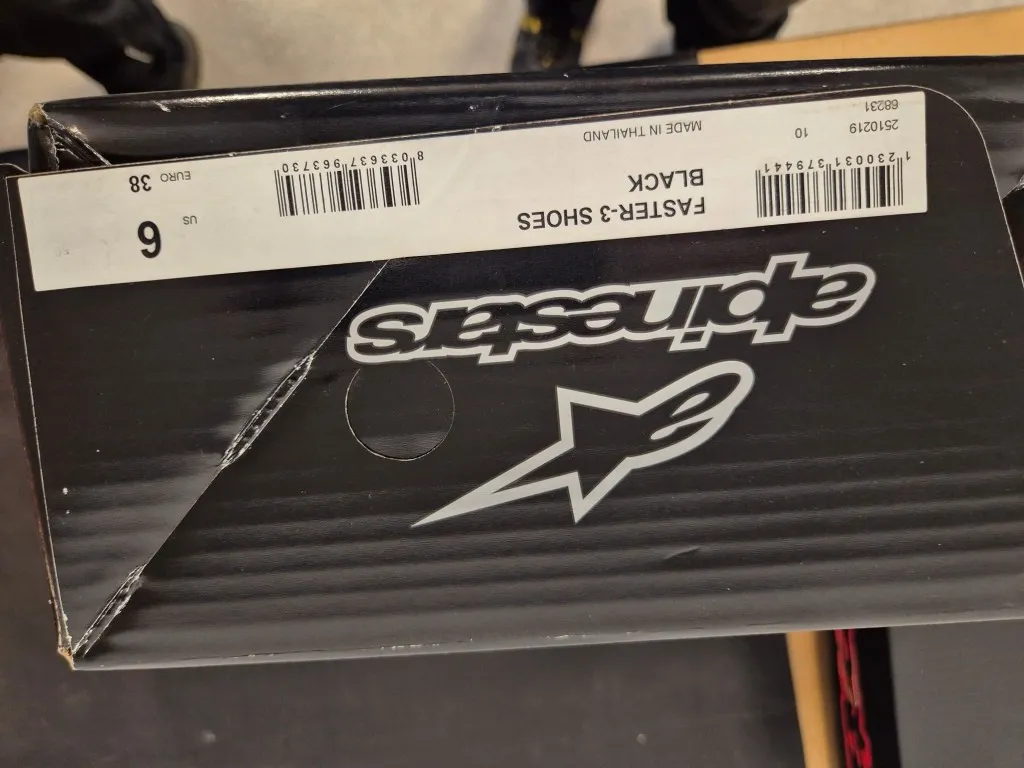 alpinestars
FASTER-3 SHOES
BLACK
MADE IN THAILAND
1 230031 379441
2510219 10
68231
8 033637 963730
US
6
EURO 38